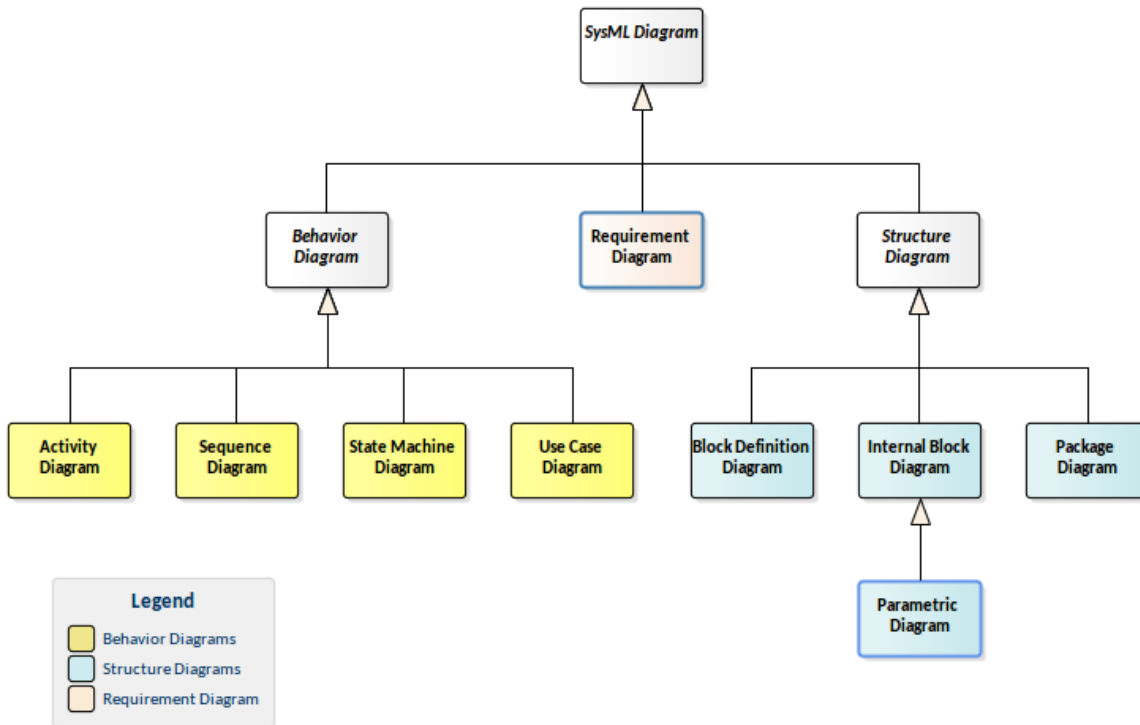 SysML Diagram
Behavior
Diagram
Requirement
Diagram
Structure
Diagram
Activity
Diagram
Sequence
Diagram
State Machine
Diagram
Use Case
Diagram
Block Definition
Diagram
Internal Block
Diagram
Package
Diagram
Parametric
Diagram
Legend
Behavior Diagrams
Structure Diagrams
Requirement Diagram